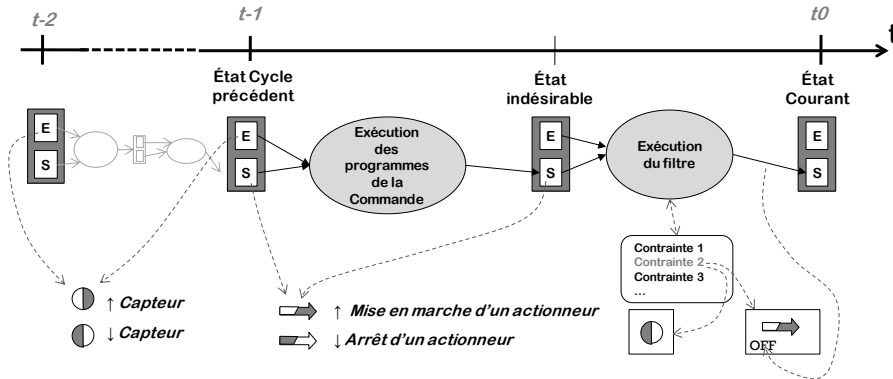 t-2
t-1
t0
t
État Cycle
précédent
État
indésirable
État
Courant
E
S
E
S
Exécution
des
programmes
de la
Commande
E
S
Exécution
du filtre
E
S
Contrainte 1
Contrainte 2
Contrainte 3
...
↑ Capteur
↓ Capteur
↑ Mise en marche d'un actionneur
↓ Arrêt d'un actionneur
OFF